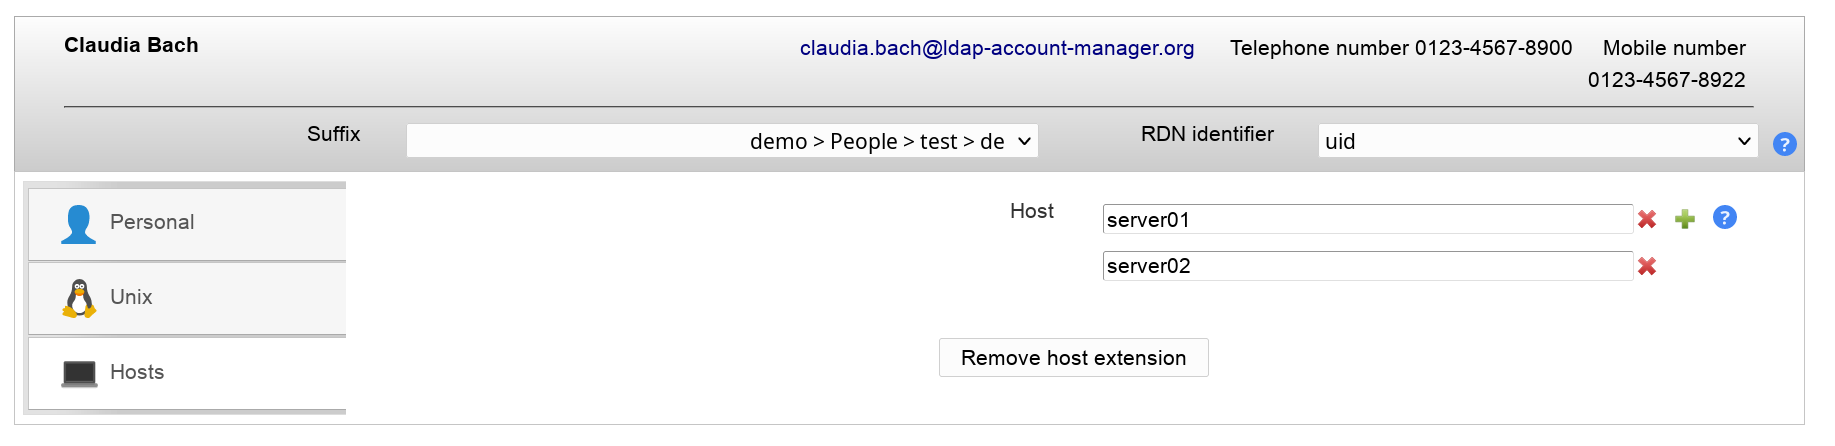 Claudia Bach
claudia.bach@ldap-account-manager.org Telephone number 0123-4567-8900 Mobile number
0123-4567-8922
Suffix demo > People > test > de RDN identifier uid ?
Personal
Host server01 ?
server02
Unix
Remove host extension
Hosts